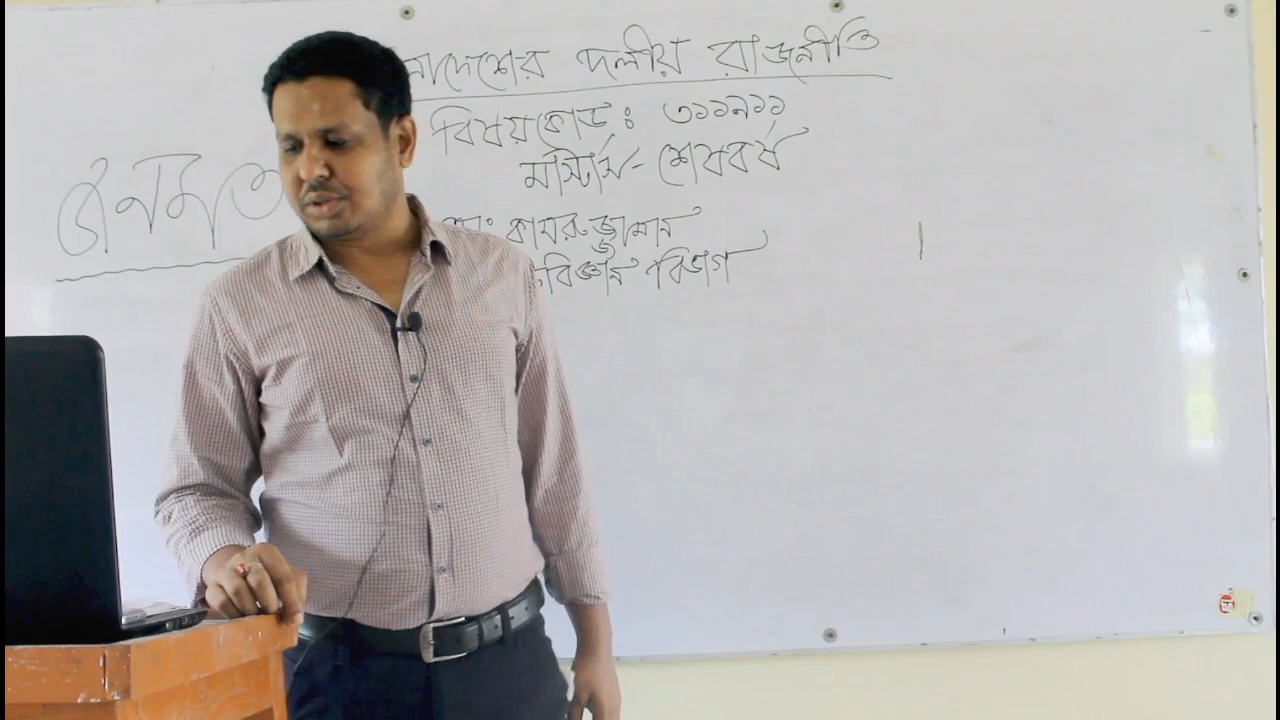 জনমত
বাংলাদেশের দলীয় রাজনীতি
বিষয় কোড : ৩১১৯১১
মাস্টার্স - শেষবর্ষ
মোঃ কামরুজ্জামান
বিজ্ঞান বিভাগ